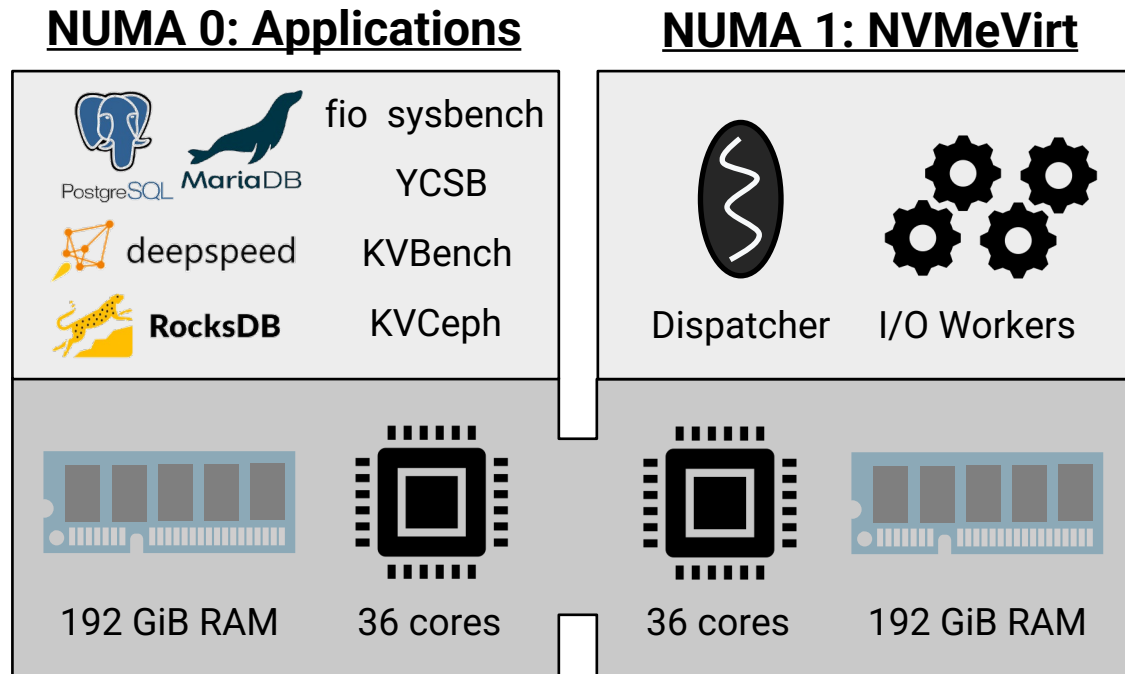 NUMA 0: Applications
NUMA 1: NVMeVirt
PostgreSQL
MariaDB
fio sysbench
YCSB
deepspeed
KVBench
RocksDB
KVCeph
Dispatcher
I/O Workers
192 GiB RAM
36 cores
36 cores
192 GiB RAM